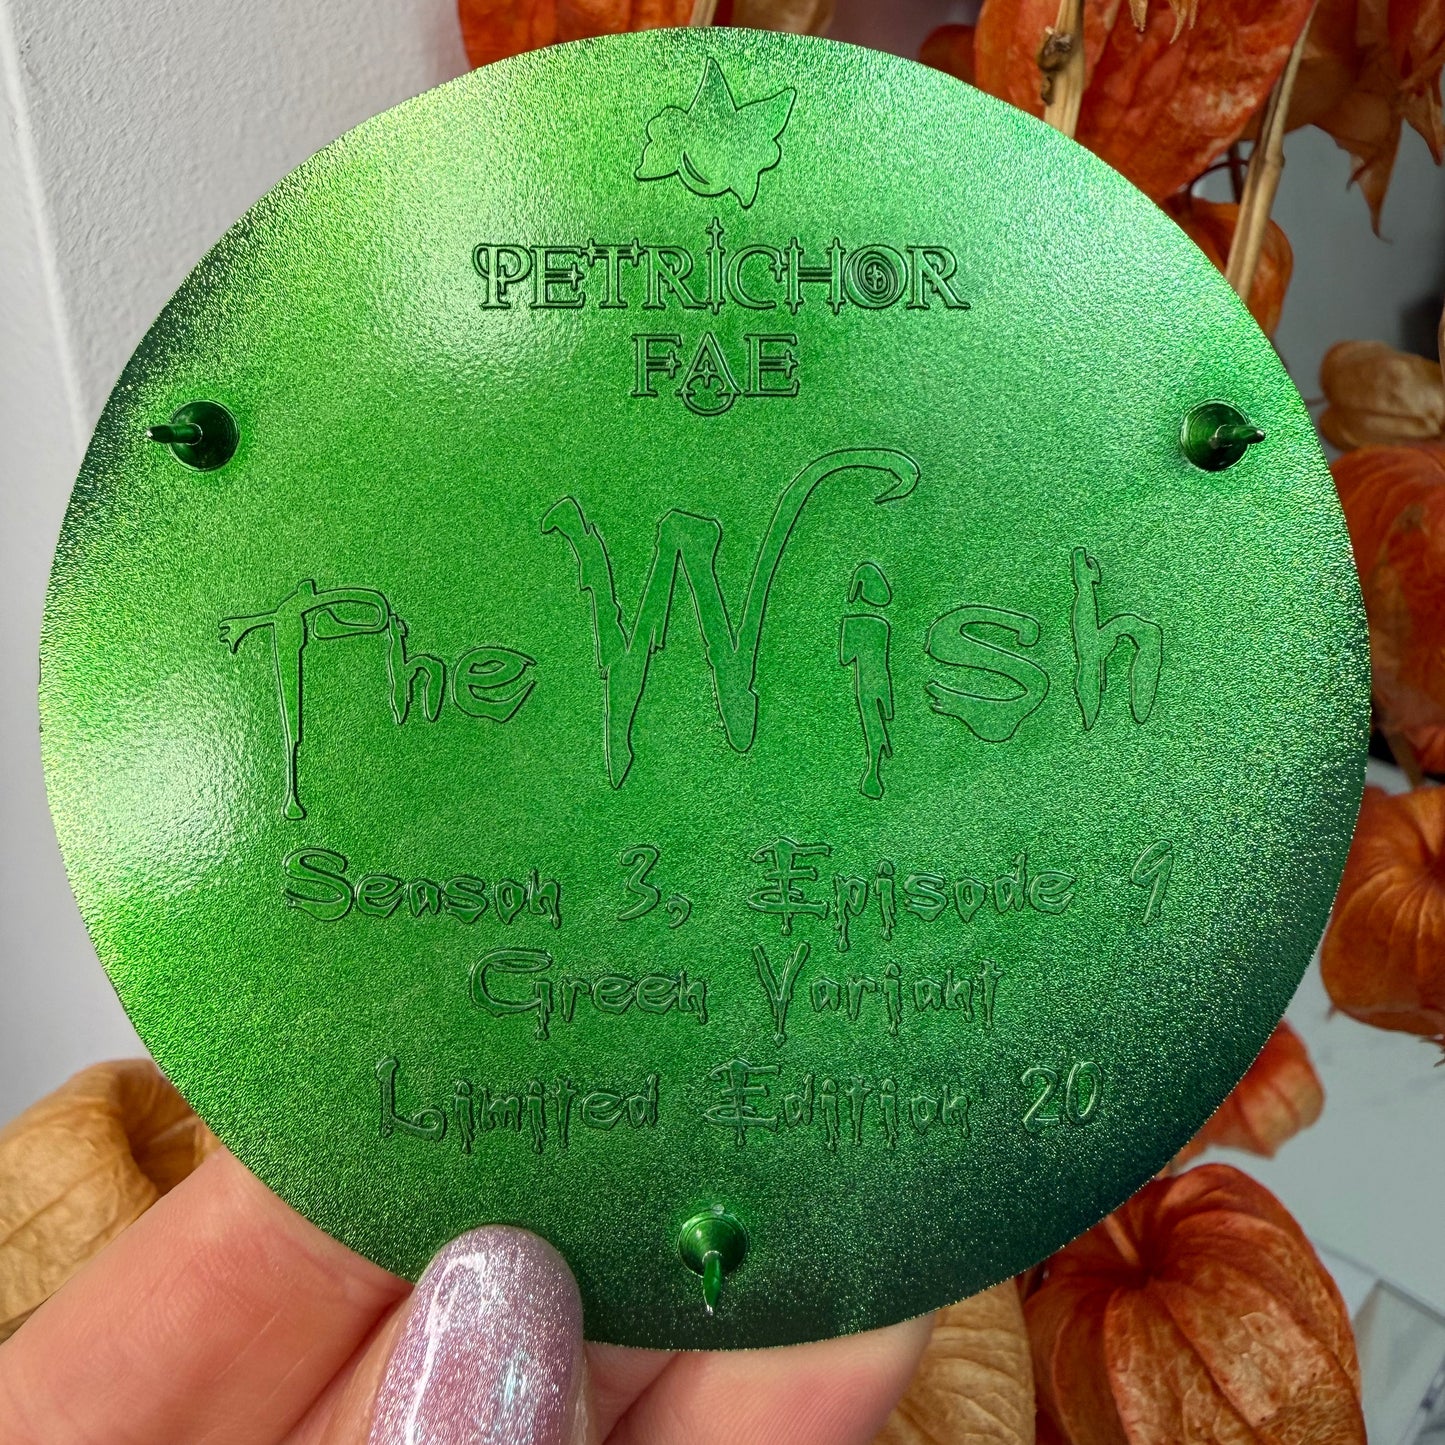 PETRICHOR
FAE
The Wish
Season 3, Episode 9
Green Variant
Limited Edition 20